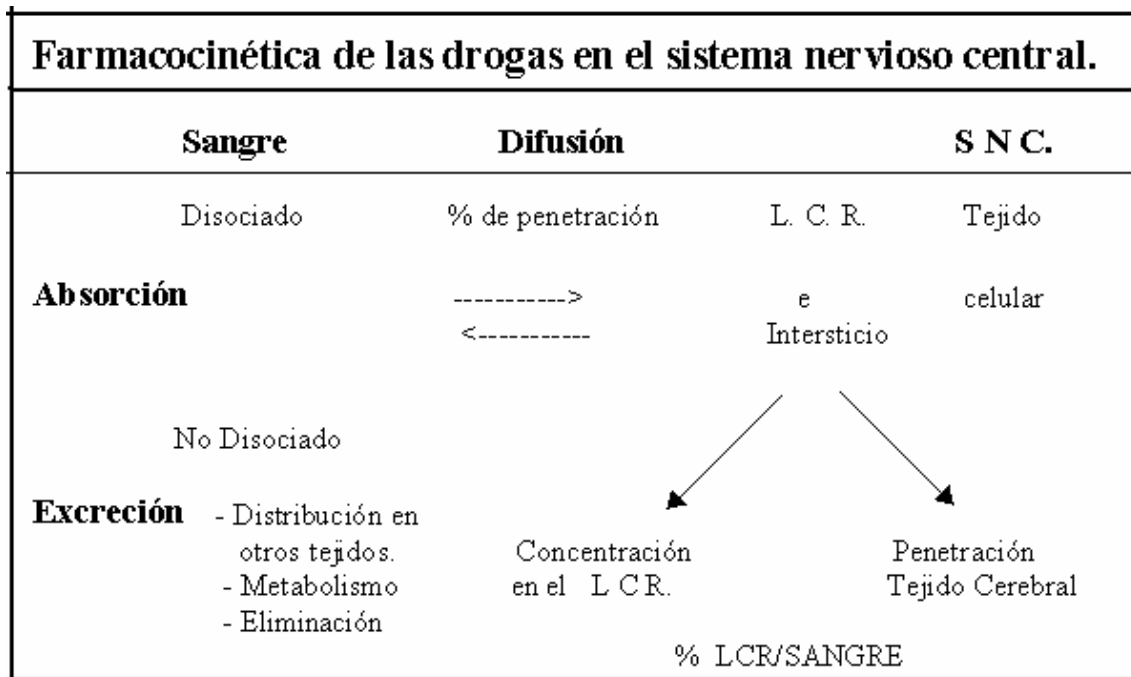 Farmacocinética de las drogas en el sistema nervioso central.
Sangre Difusión S N C.
Disociado % de penetración L. C. R. Tejido
Absorción -----------> e celular
<----------- Intersticio
No Disociado
Excreción - Distribución en
otros tejidos. Concentración Penetración
- Metabolismo en el L C R. Tejido Cerebral
- Eliminación
% LCR/SANGRE